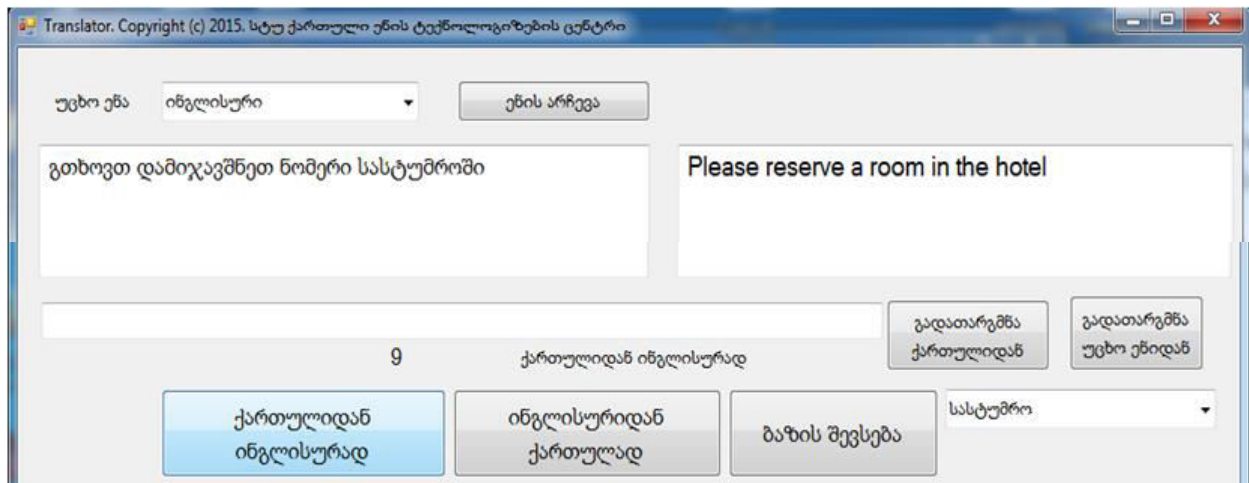 Translator. Copyright (c) 2015. სტუ ქართული ენის ტექნოლოგიზების ცენტრი
უცხო ენა ინგლისური ენის არჩევა
გთხოვთ დამიჯავშნეთ ნომერი სასტუმროში
Please reserve a room in the hotel
გადათარგმნა
ქართულიდან
გადათარგმნა
უცხო ენიდან
9 ქართულიდან ინგლისურად
ქართულიდან
ინგლისურად
ინგლისურიდან
ქართულად
ბაზის შევსება
სასტუმრო